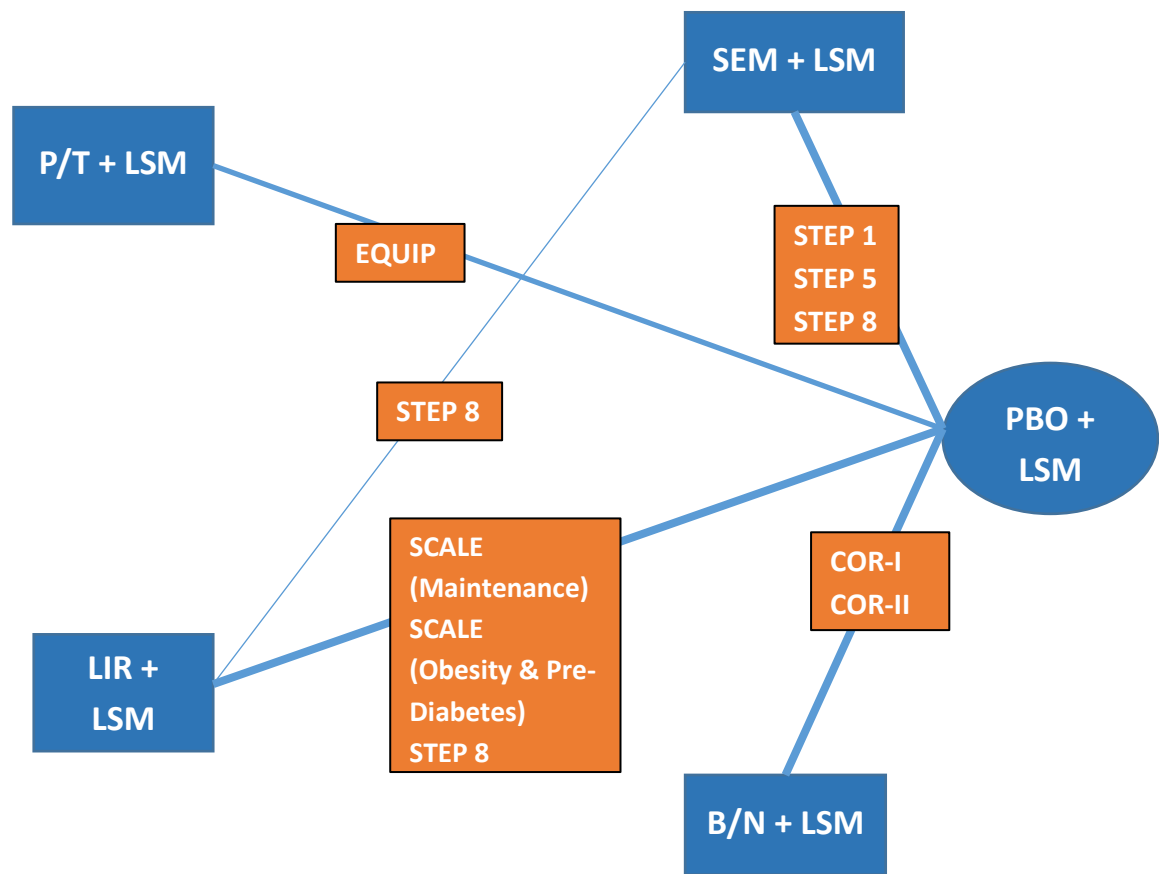 SEM + LSM
P/T + LSM
EQUIP
STEP 1
STEP 5
STEP 8
STEP 8
PBO +
LSM
SCALE
(Maintenance)
SCALE
(Obesity & Pre-
Diabetes)
STEP 8
COR-I
COR-II
LIR +
LSM
B/N + LSM